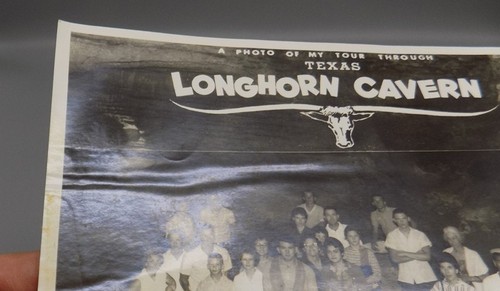 A PHOTO OF MY TOUR THROUGH
TEXAS
LONGHORN CAVERN